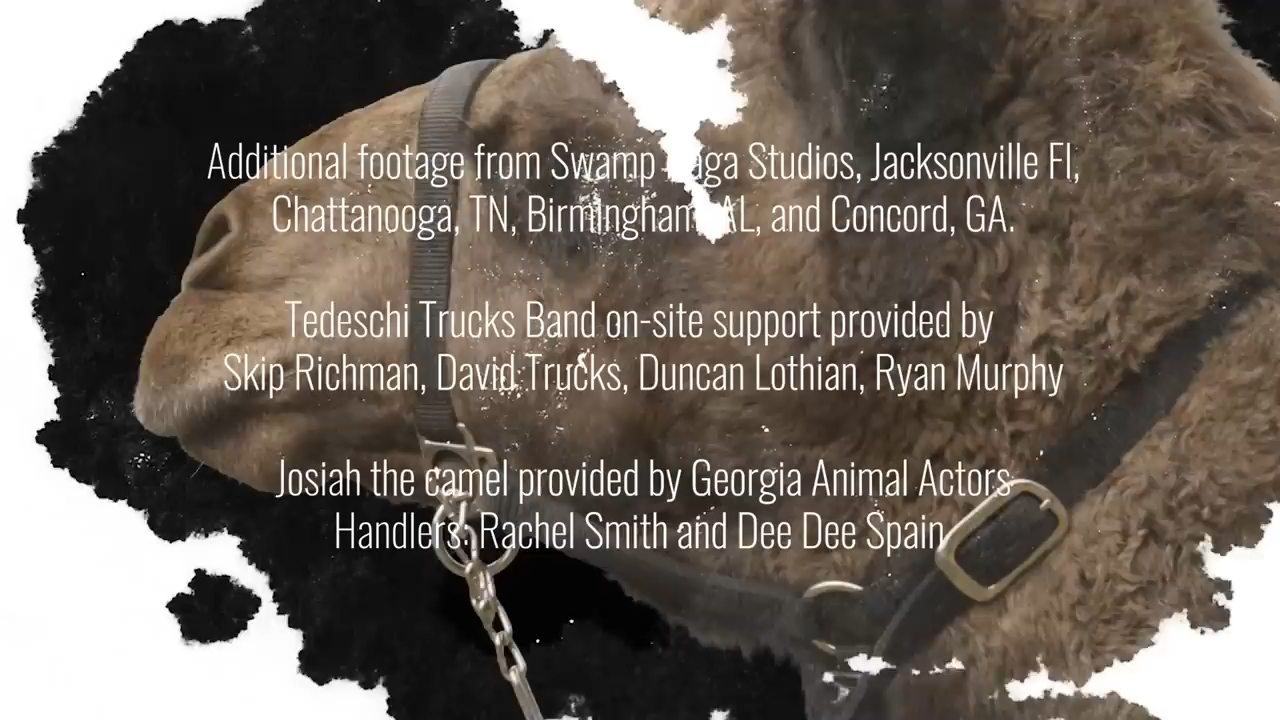 Additional footage from Swamp Studios, Jacksonville Fl,
Chattanooga, TN, Birmingham, AL, and Concord, GA.
Tedeschi Trucks Band on-site support provided by
Skip Richman, David Trucks, Duncan Lothian, Ryan Murphy
Josiah the camel provided by Georgia Animal Actors
Handlers: Rachel Smith and Dee Dee Spain